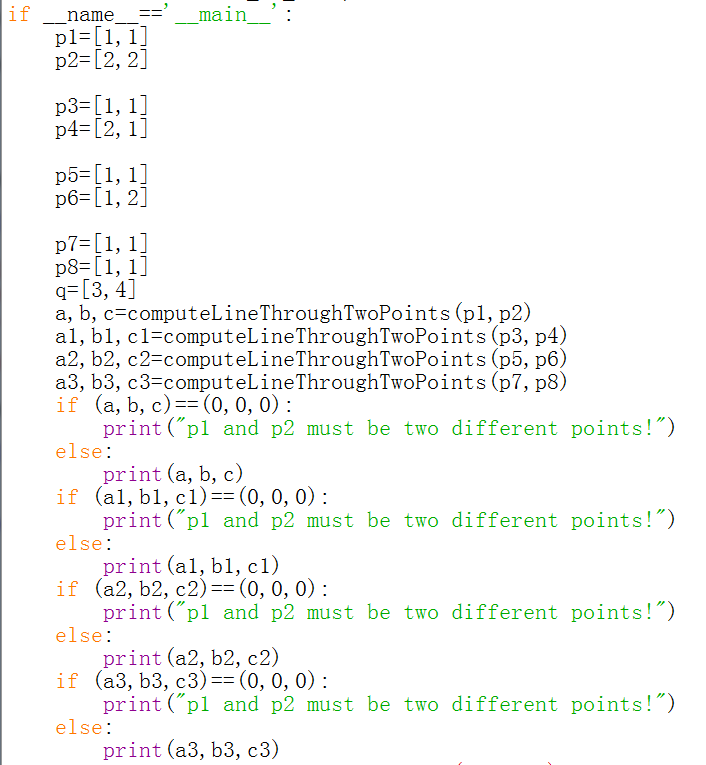 if __name__=='__main__':
    p1=[1,1]
    p2=[2,2]

    p3=[1,1]
    p4=[2,1]

    p5=[1,1]
    p6=[1,2]

    p7=[1,1]
    p8=[1,1]
    q=[3,4]
    a,b,c=computeLineThroughTwoPoints(p1,p2)
    a1,b1,c1=computeLineThroughTwoPoints(p3,p4)
    a2,b2,c2=computeLineThroughTwoPoints(p5,p6)
    a3,b3,c3=computeLineThroughTwoPoints(p7,p8)
    if (a,b,c)==(0,0,0):
        print("p1 and p2 must be two different points!")
    else:
        print(a,b,c)
    if (a1,b1,c1)==(0,0,0):
        print("p1 and p2 must be two different points!")
    else:
        print(a1,b1,c1)
    if (a2,b2,c2)==(0,0,0):
        print("p1 and p2 must be two different points!")
    else:
        print(a2,b2,c2)
    if (a3,b3,c3)==(0,0,0):
        print("p1 and p2 must be two different points!")
    else:
        print(a3,b3,c3)